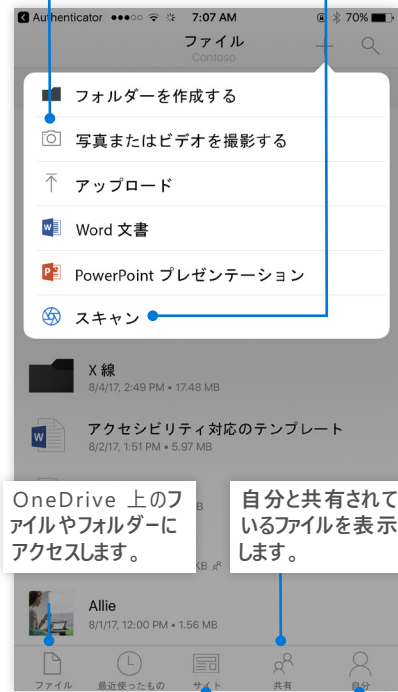 Authenticator 7:07 AM 70%
ファイル
Contoso
フォルダーを作成する
写真またはビデオを撮影する
アップロード
Word 文書
PowerPoint プレゼンテーション
スキャン
X 線
8/4/17, 2:49 PM • 17.48 MB
アクセシビリティ対応のテンプレート
8/2/17, 1:51 PM • 5.97 MB
OneDrive 上のフ
ァイルやフォルダーに
アクセスします。
B
自分と共有されて
いるファイルを表示
します。
KB
Allie
8/1/17, 12:00 PM • 1.56 MB
ファイル 最近使ったもの サイト 共有 自分